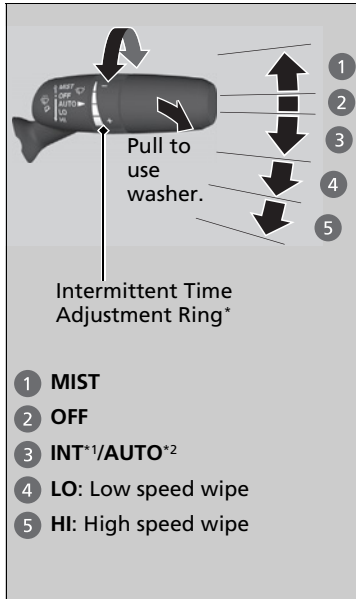 MIST
OFF
AUTO
LO
HI
−
+
1
2
3
4
5
Pull to
use
washer.
Intermittent Time
Adjustment Ring*
1 MIST
2 OFF
3 INT*1/AUTO*2
4 LO: Low speed wipe
5 HI: High speed wipe